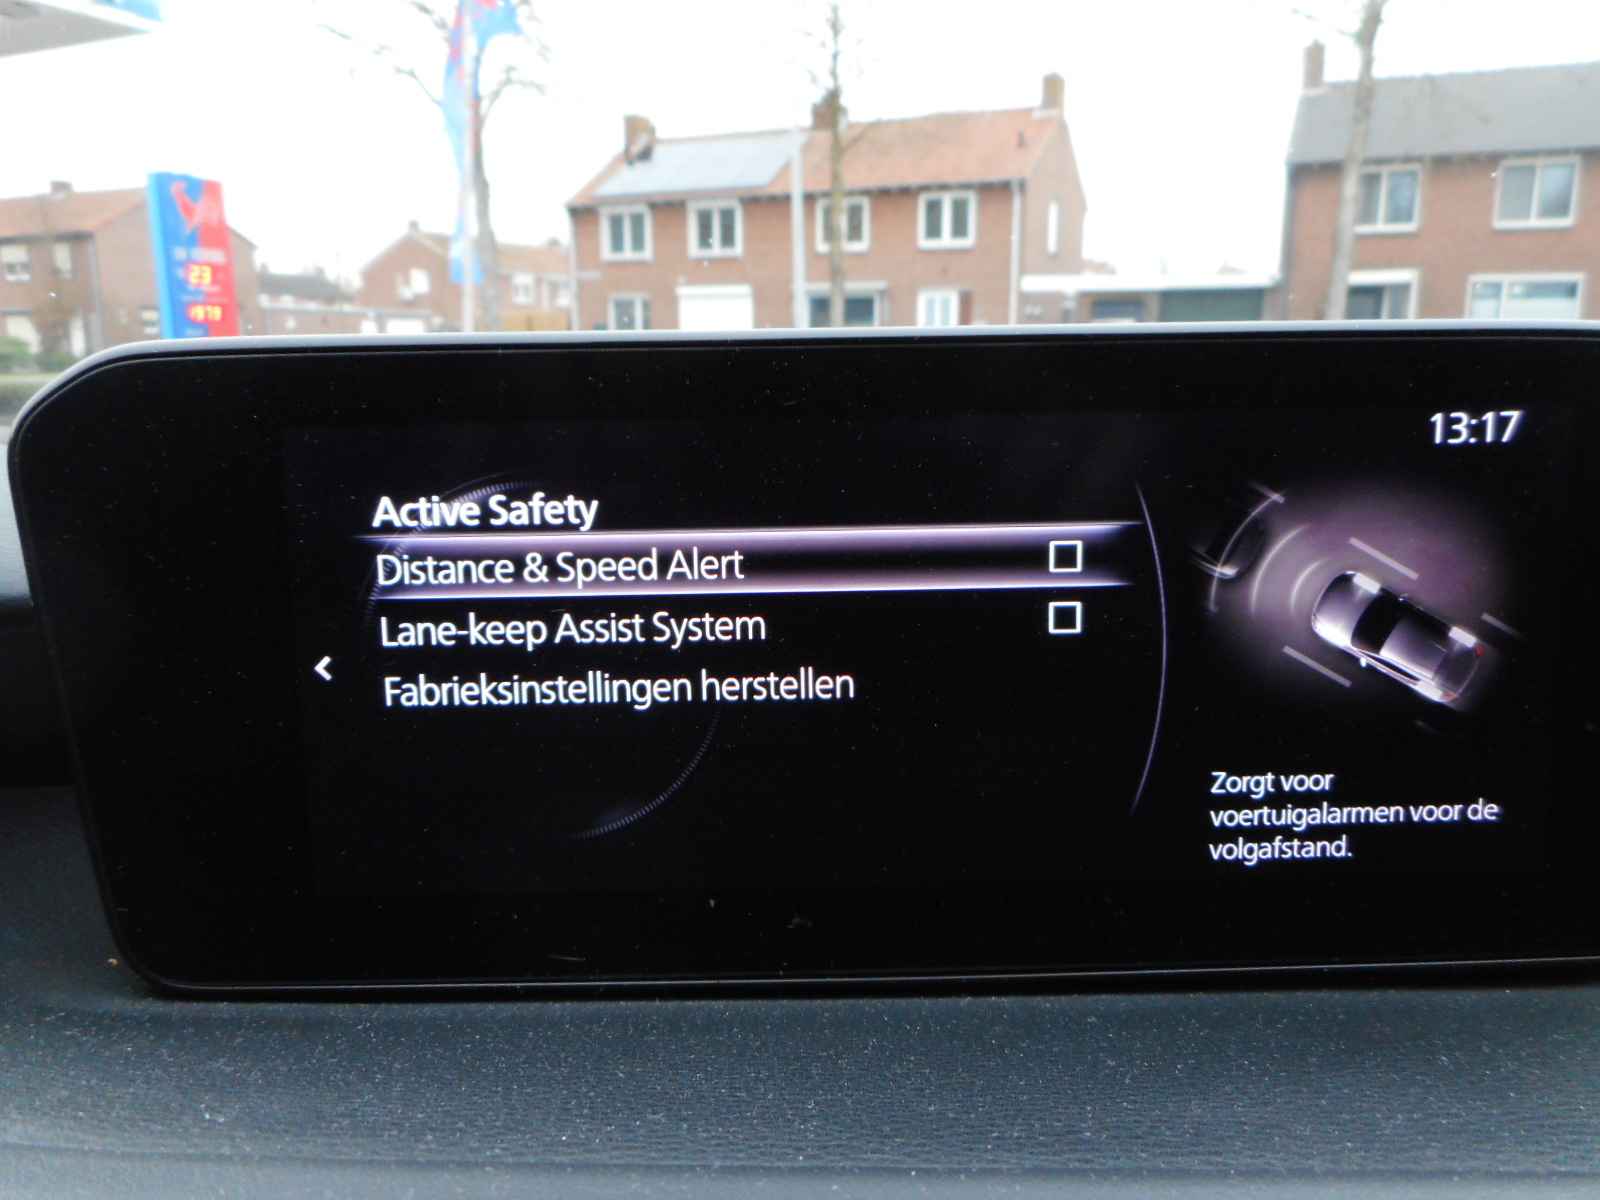 13:17
Active Safety
Distance & Speed Alert
Lane-keep Assist System
Fabrieksinstellingen herstellen
Zorgt voor
voertuigalarmen voor de
volgafstand.